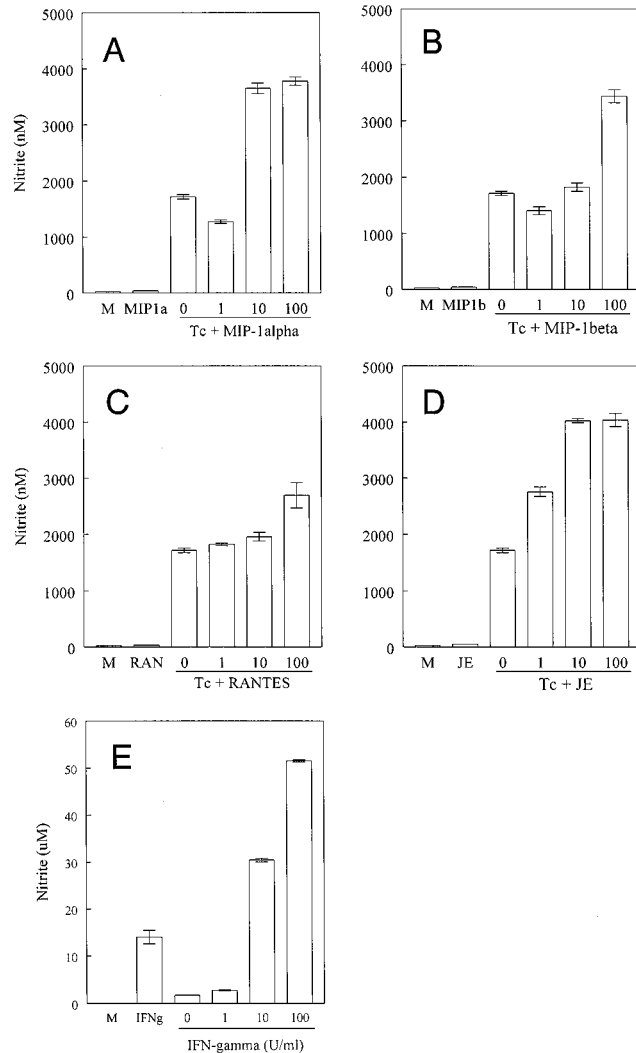 A
5000
4000
3000
2000
1000
0
Nitrite (nM)
M MIP1a 0 1 10 100
Tc + MIP-1alpha
B
5000
4000
3000
2000
1000
0
M MIP1b 0 1 10 100
Tc + MIP-1beta
C
5000
4000
3000
2000
1000
0
Nitrite (nM)
M RAN 0 1 10 100
Tc + RANTES
D
5000
4000
3000
2000
1000
0
M JE 0 1 10 100
Tc + JE
E
60
50
40
30
20
10
0
Nitrite (uM)
M IFNg 0 1 10 100
IFN-gamma (U/ml)